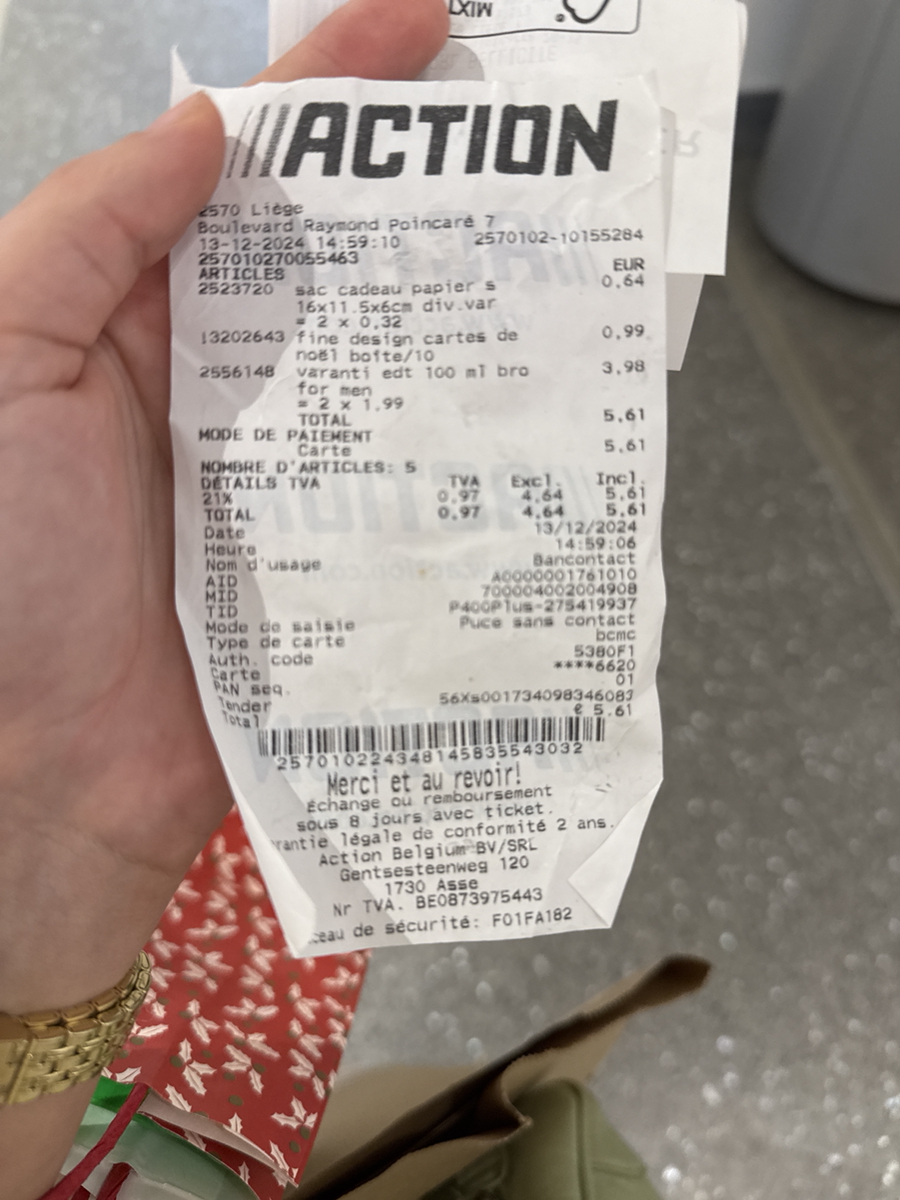 MIXT
ACTION
2570 Liège
Boulevard Raymond Poincaré 7
13-12-2024 14:59:10 2570102-10155284
257010270055463
ARTICLES EUR
2523720 sac cadeau papier s 0,64
16x11.5x6cm div.var
= 2 x 0,32
13202643 fine design cartes de 0,99
noël boîte/10
2556148 varanti edt 100 ml bro 3,98
for men
= 2 x 1,99
TOTAL 5,61
MODE DE PAIEMENT
Carte 5,61
NOMBRE D'ARTICLES: 5
DÉTAILS TVA TVA Excl. Incl.
21% 0,97 4,64 5,61
TOTAL 0,97 4,64 5,61
Date 13/12/2024
Heure 14:59:06
Nom d'usage Bancontact
AID A0000001761010
MID 700004002004908
TID P400Plus-275419937
Mode de saisie Puce sans contact
Type de carte bcmc
Auth. code 5380F1
Carte ****6620
PAN seq. 01
Tender 56Xs001734098346083
Total € 5.61
2570102243481458355543032
Merci et au revoir!
Échange ou remboursement
sous 8 jours avec ticket.
rantie légale de conformité 2 ans.
Action Belgium BV/SRL
Gentsesteenweg 120
1730 Asse
Nr TVA. BE0873975443
ceau de sécurité: F01FA182